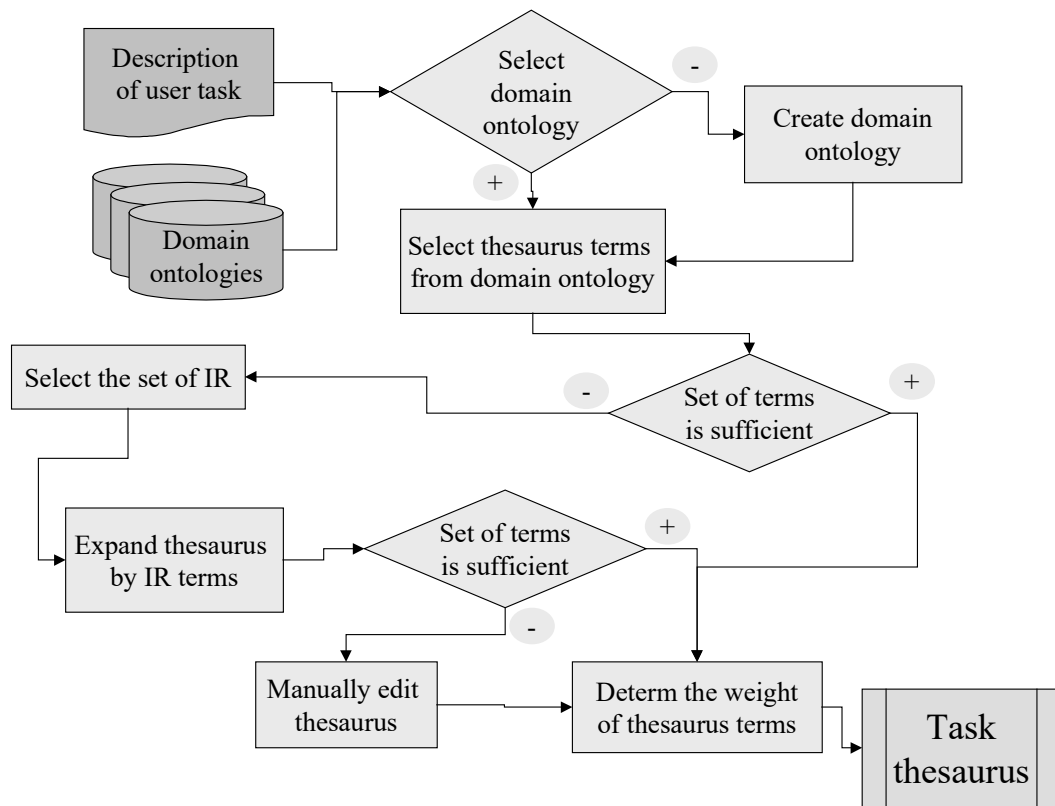 Description
of user task
Select
domain
ontology
-
Create domain
ontology
+
Domain
ontologies
Select thesaurus terms
from domain ontology
Select the set of IR
-
+
Set of terms
is sufficient
Expand thesaurus
by IR terms
Set of terms
is sufficient
+
-
Manually edit
thesaurus
Determ the weight
of thesaurus terms
Task
thesaurus